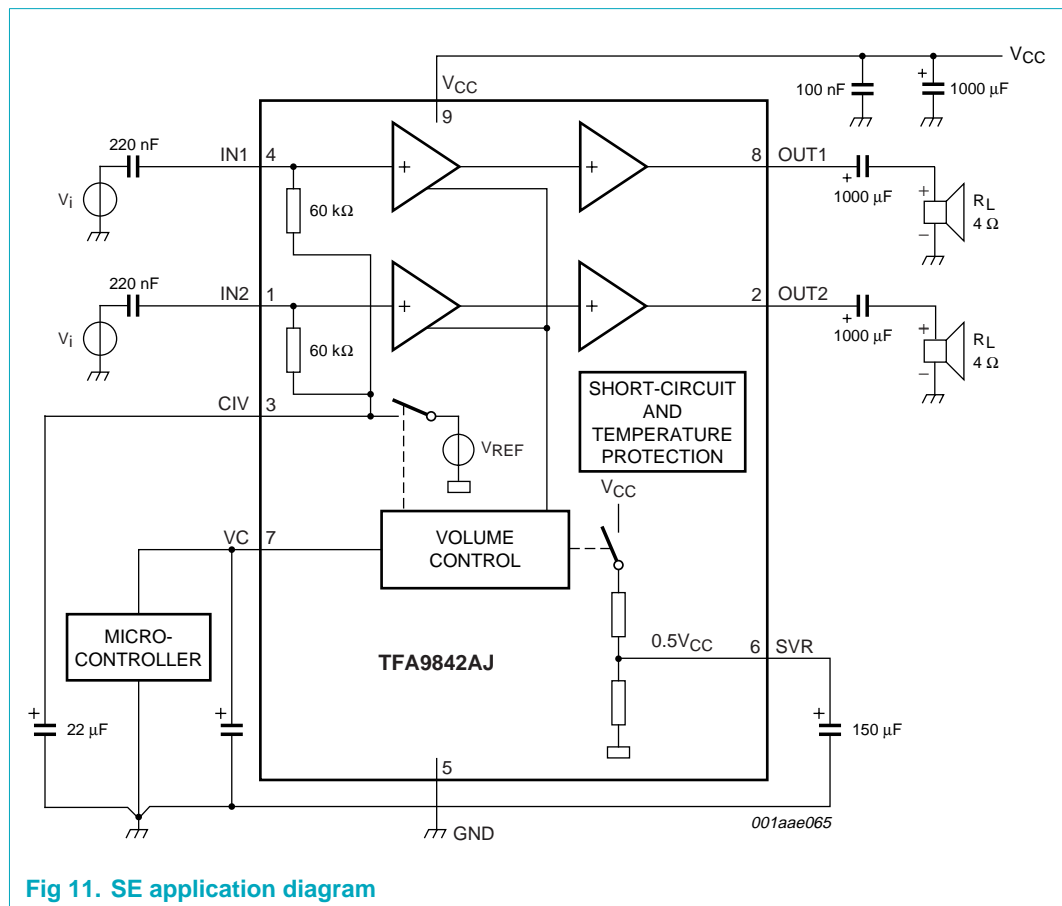 VCC
VCC
9
100 nF
+
1000 μF
220 nF
IN1
4
+
+
8
OUT1
Vi
60 kΩ
+
1000 μF
+
−
RL
4 Ω
220 nF
IN2
1
+
+
2
OUT2
Vi
60 kΩ
+
1000 μF
+
−
RL
4 Ω
CIV
3
VREF
SHORT-CIRCUIT
AND
TEMPERATURE
PROTECTION
VCC
VC
7
VOLUME
CONTROL
MICRO-
CONTROLLER
TFA9842AJ
0.5VCC
6
SVR
+
22 μF
+
+
150 μF
5
GND
001aae065
Fig 11. SE application diagram